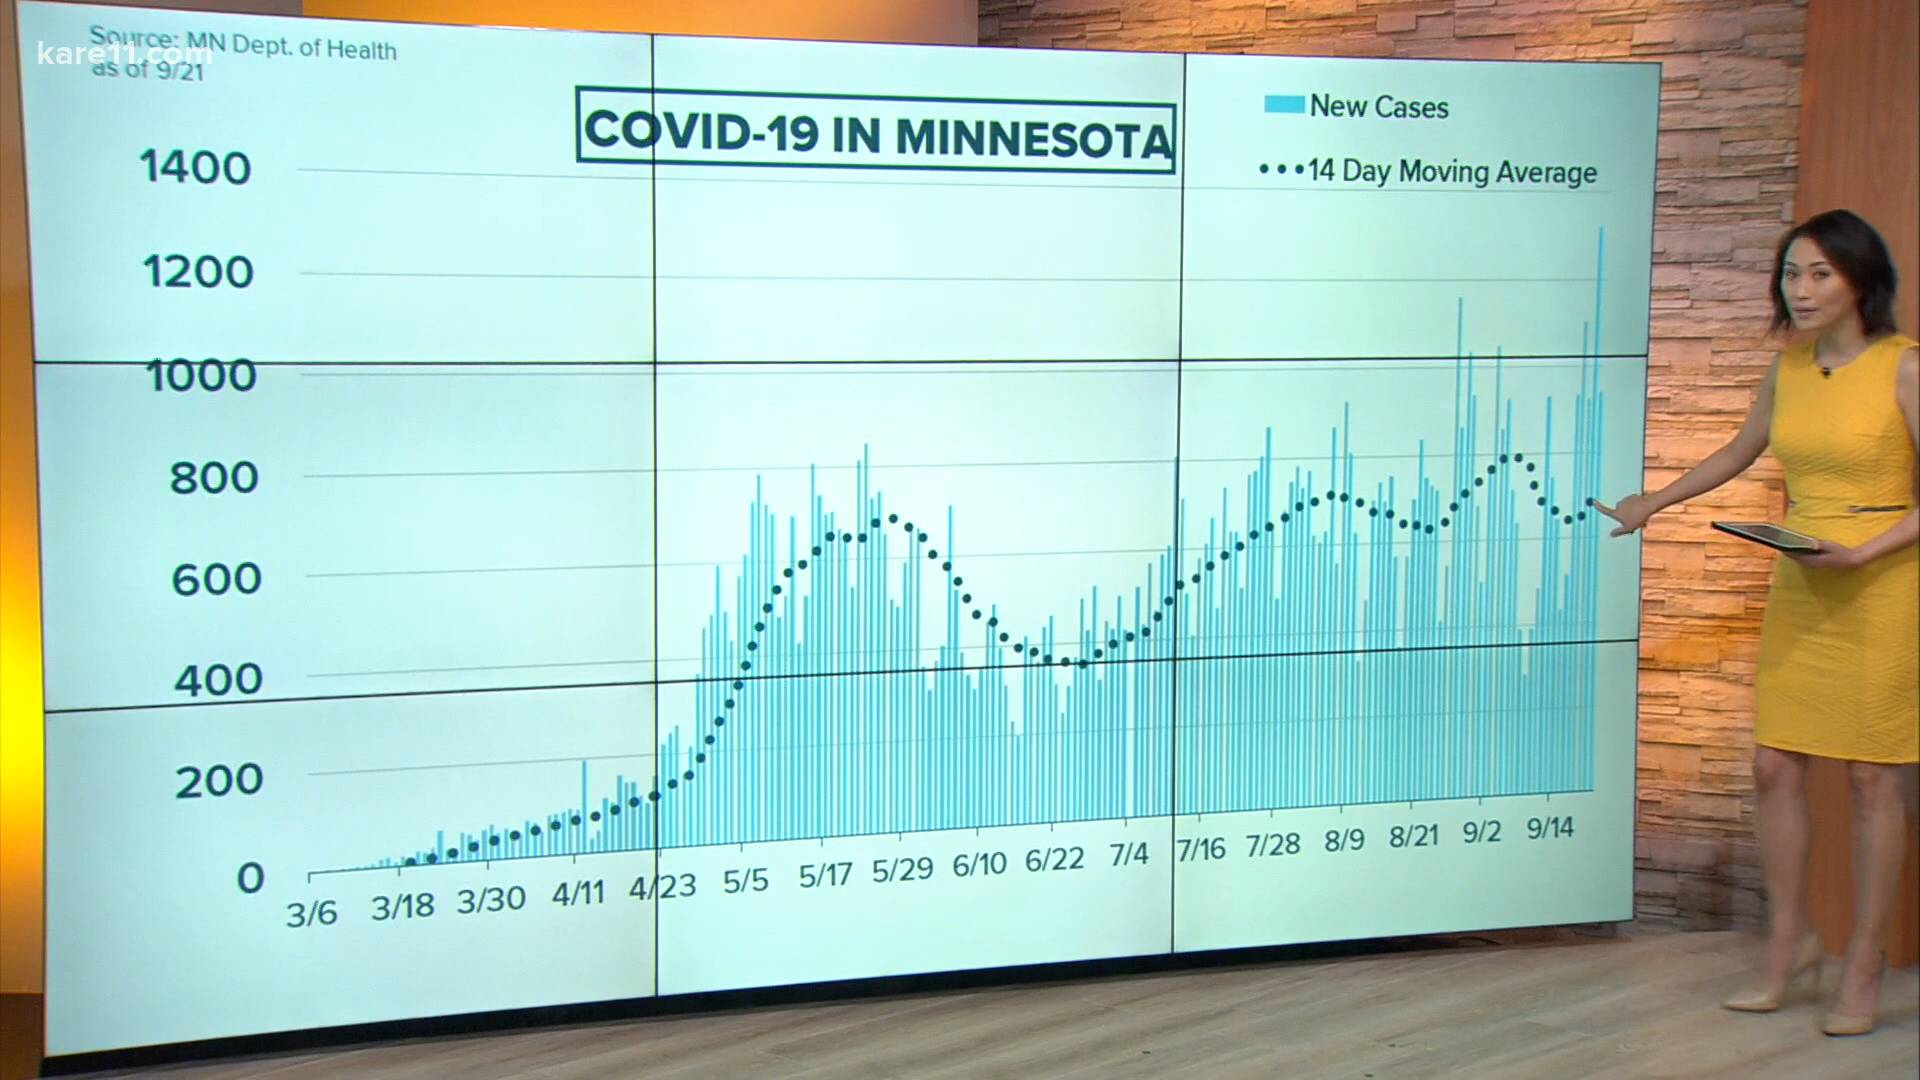 Source: MN Dept. of Health
kare11.com
as of 9/21
COVID-19 IN MINNESOTA
New Cases
14 Day Moving Average
1400
1200
1000
800
600
400
200
0
3/6 3/18 3/30 4/11 4/23 5/5 5/17 5/29 6/10 6/22 7/4 7/16 7/28 8/9 8/21 9/2 9/14